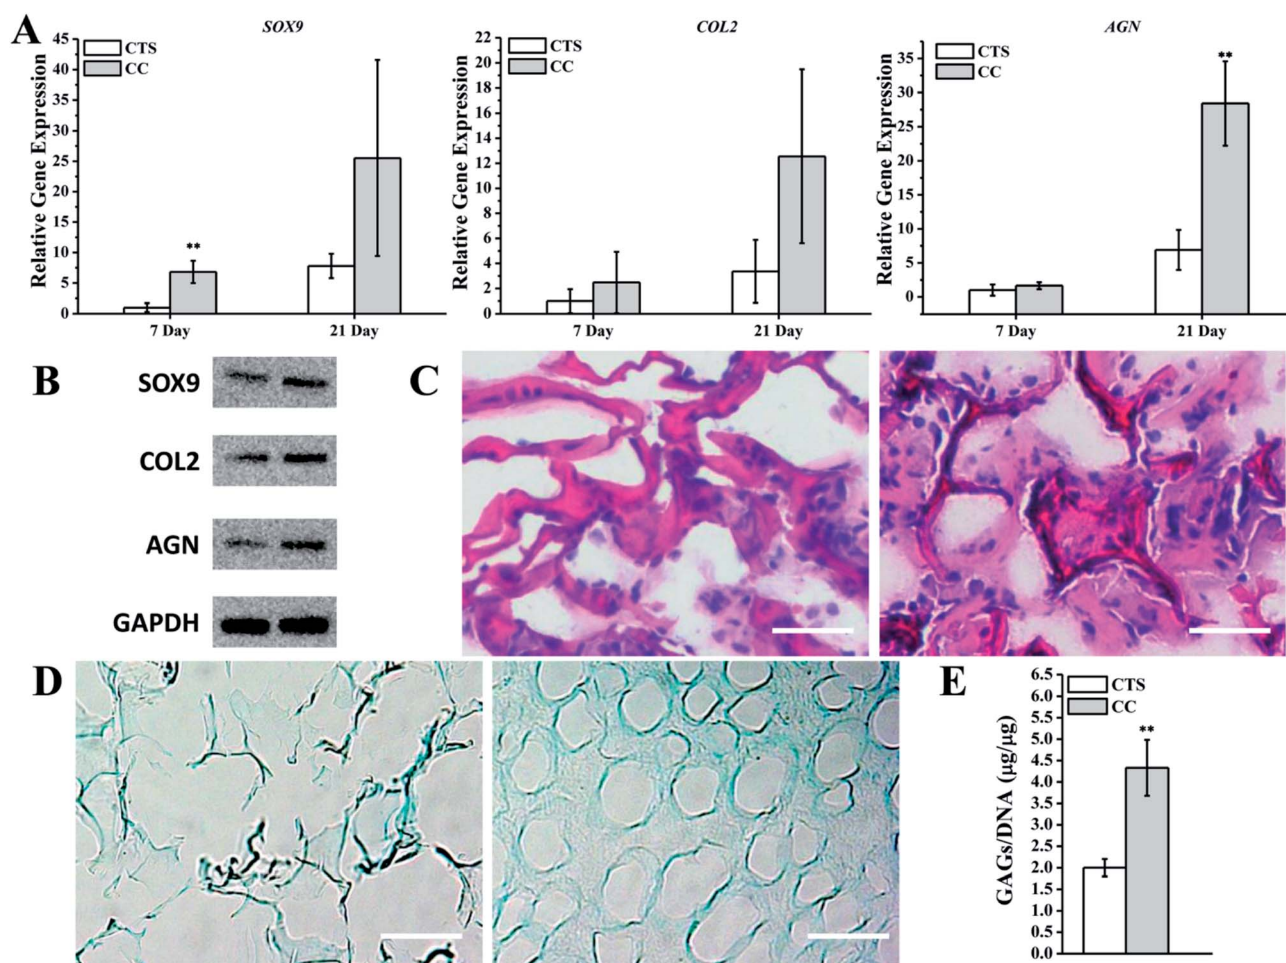 A
SOX9
Relative Gene Expression
45
40
35
30
25
20
15
10
5
0
CTS
CC
**
7 Day
21 Day
COL2
Relative Gene Expression
22
20
18
16
14
12
10
8
6
4
2
0
CTS
CC
7 Day
21 Day
AGN
Relative Gene Expression
35
30
25
20
15
10
5
0
CTS
CC
**
7 Day
21 Day
B
SOX9
COL2
AGN
GAPDH
C
D
E
GAGs/DNA (µg/µg)
6.5
6.0
5.5
5.0
4.5
4.0
3.5
3.0
2.5
2.0
1.5
1.0
0.5
0.0
CTS
CC
**